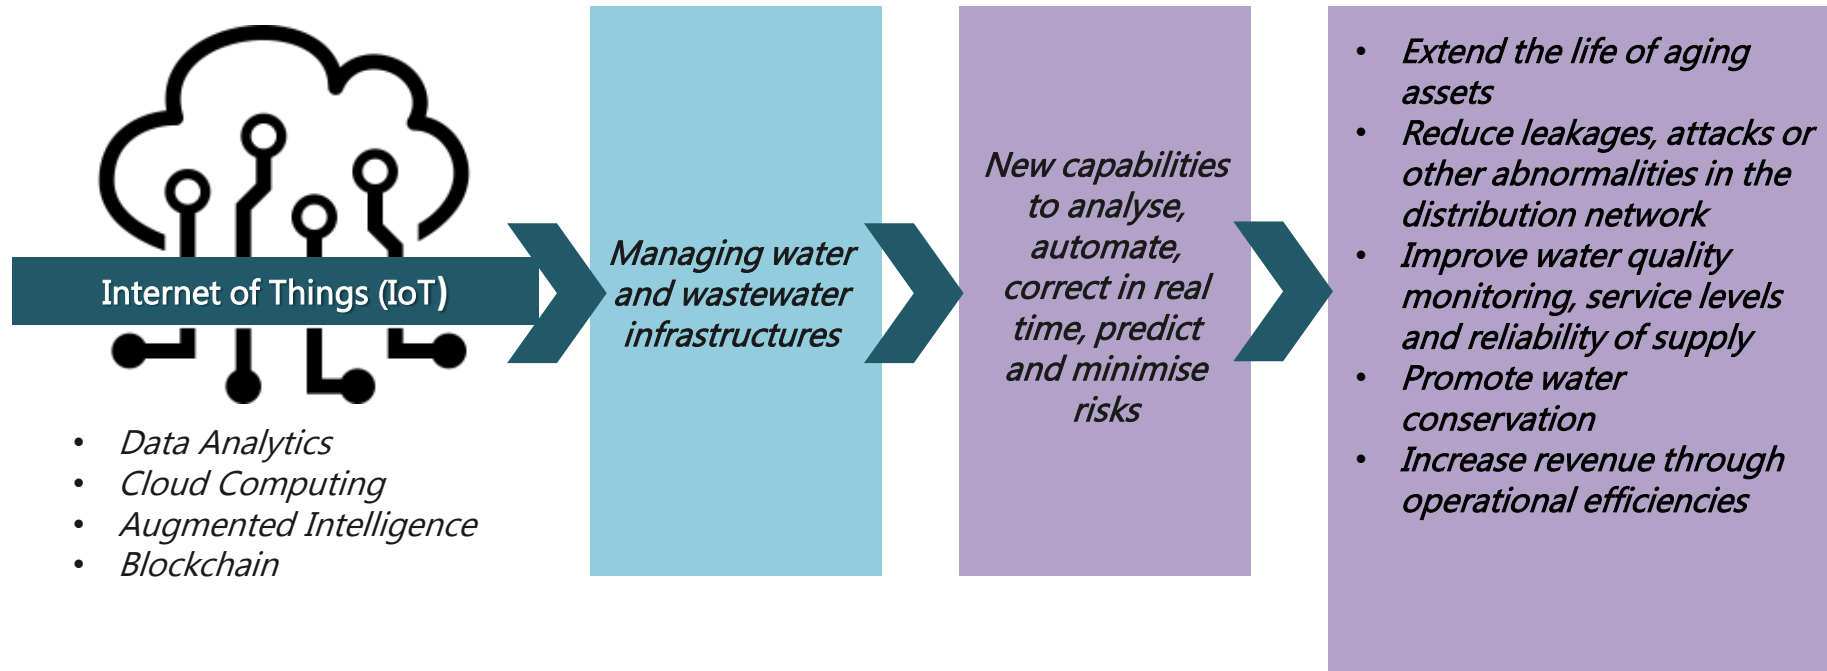 Internet of Things (IoT)
• Data Analytics
• Cloud Computing
• Augmented Intelligence
• Blockchain
Managing water
and wastewater
infrastructures
New capabilities
to analyse,
automate,
correct in real
time, predict
and minimise
risks
• Extend the life of aging
assets
• Reduce leakages, attacks or
other abnormalities in the
distribution network
• Improve water quality
monitoring, service levels
and reliability of supply
• Promote water
conservation
• Increase revenue through
operational efficiencies